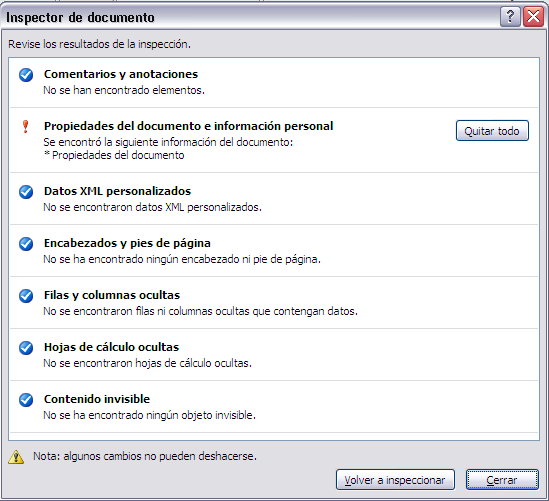 Inspector de documento
Revise los resultados de la inspección.
Comentarios y anotaciones
No se han encontrado elementos.
Propiedades del documento e información personal
Quitar todo
Se encontró la siguiente información del documento:
* Propiedades del documento
Datos XML personalizados
No se encontraron datos XML personalizados.
Encabezados y pies de página
No se ha encontrado ningún encabezado ni pie de página.
Filas y columnas ocultas
No se encontraron filas ni columnas ocultas que contengan datos.
Hojas de cálculo ocultas
No se encontraron hojas de cálculo ocultas.
Contenido invisible
No se ha encontrado ningún objeto invisible.
Nota: algunos cambios no pueden deshacerse.
Volver a inspeccionar
Cerrar